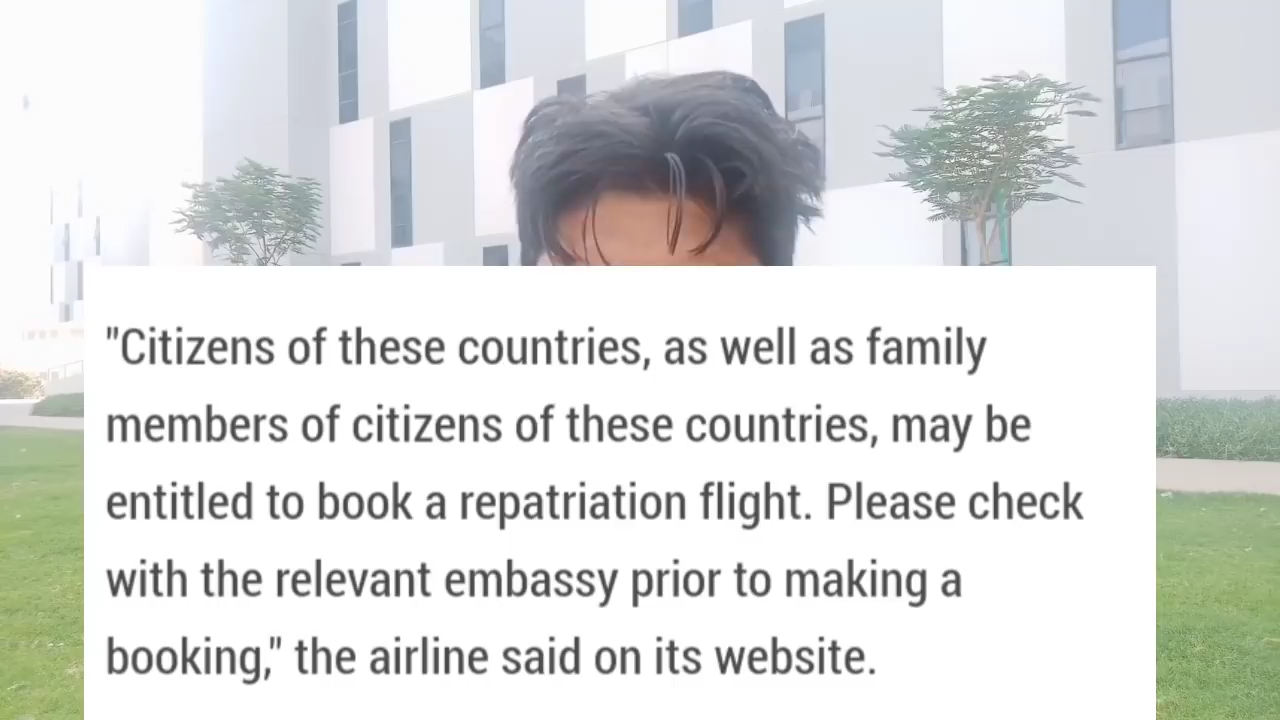 "Citizens of these countries, as well as family
members of citizens of these countries, may be
entitled to book a repatriation flight. Please check
with the relevant embassy prior to making a
booking," the airline said on its website.